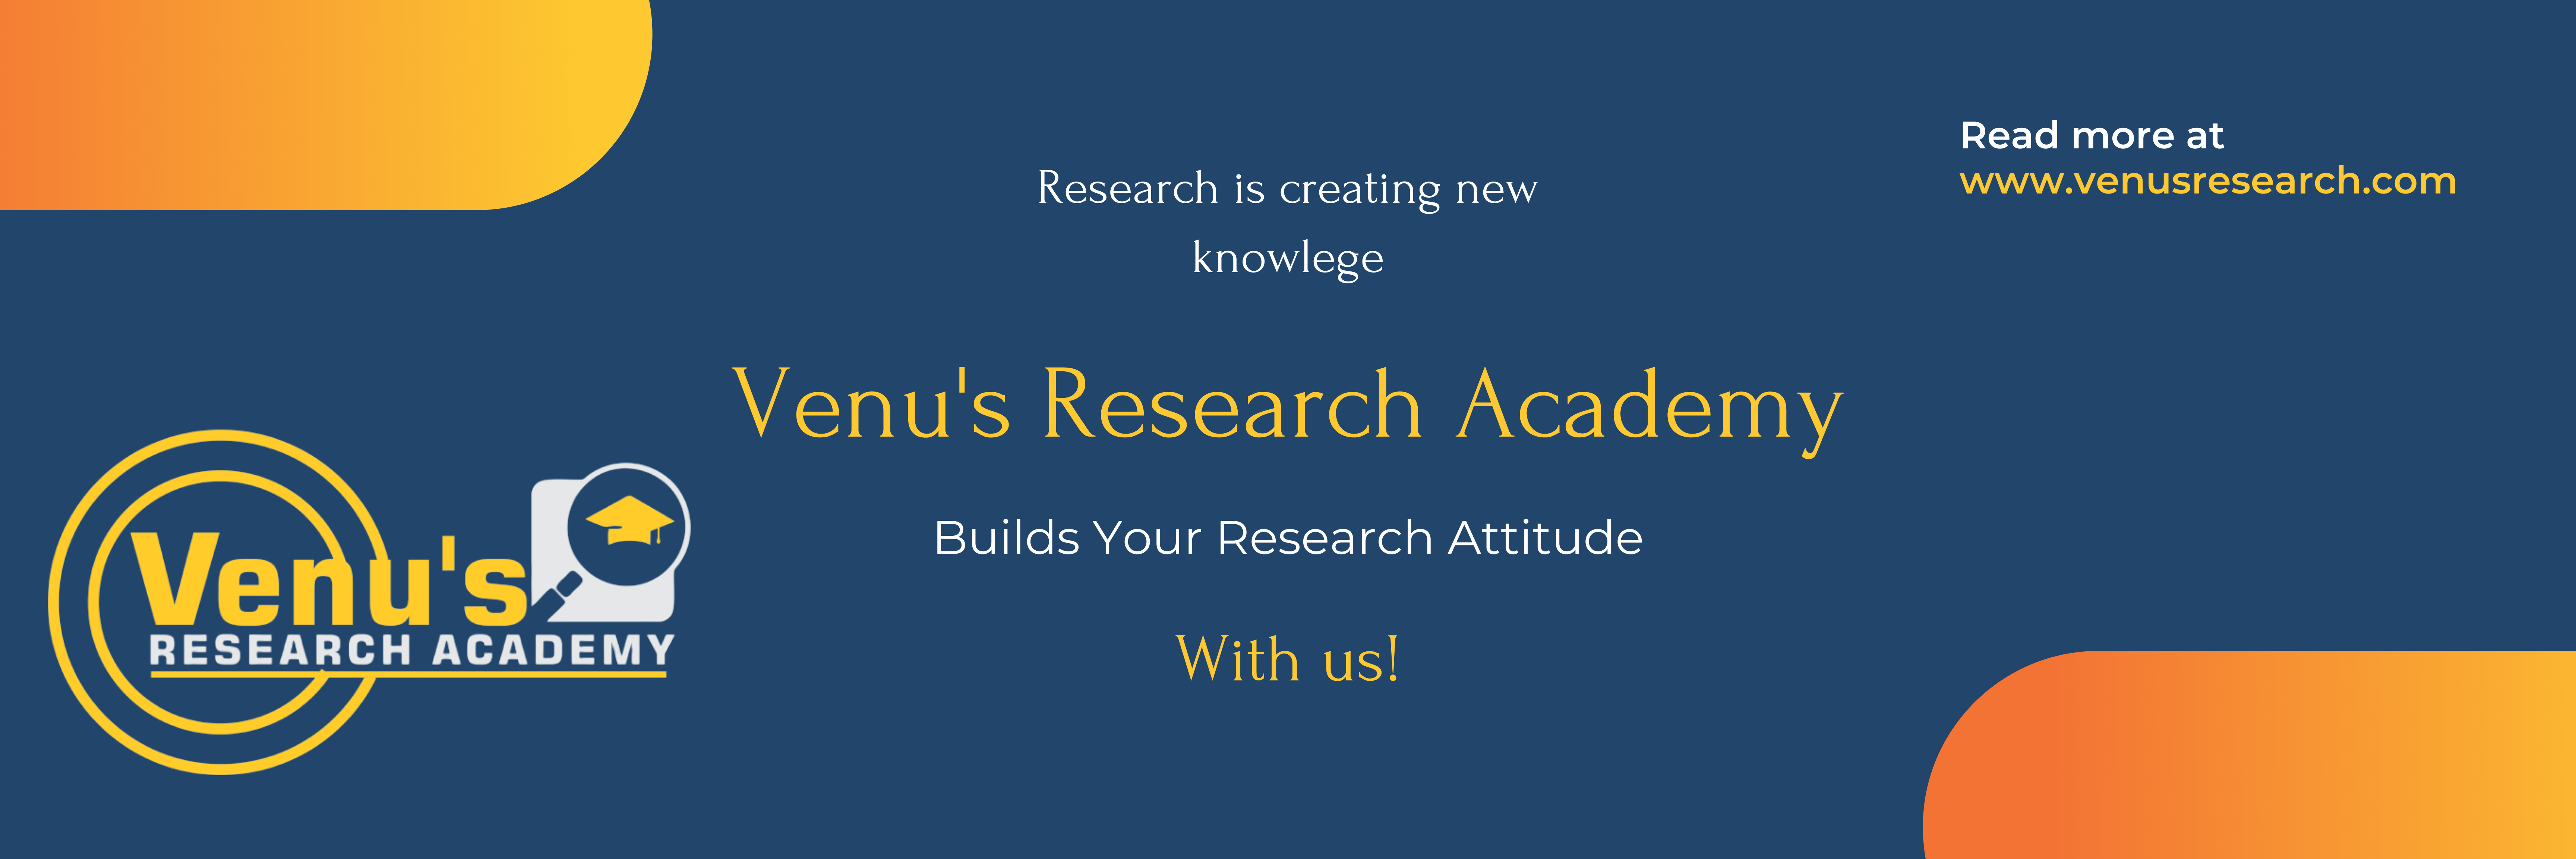 Read more at
www.venusresearch.com
Research is creating new
knowlege
Venu's Research Academy
Builds Your Research Attitude
With us!
Venu's
RESEARCH ACADEMY